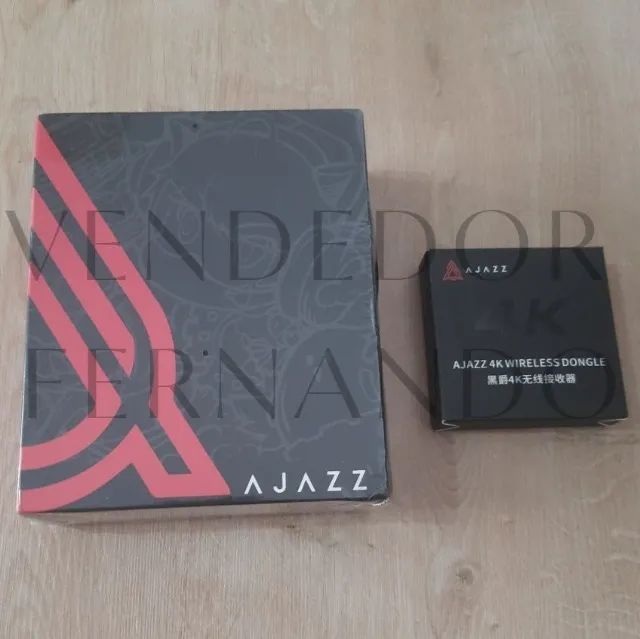 VENDEDOR
FERNANDO
AJAZZ
AJAZZ
4K
AJAZZ 4K WIRELESS DONGLE
黑爵4K无线接收器